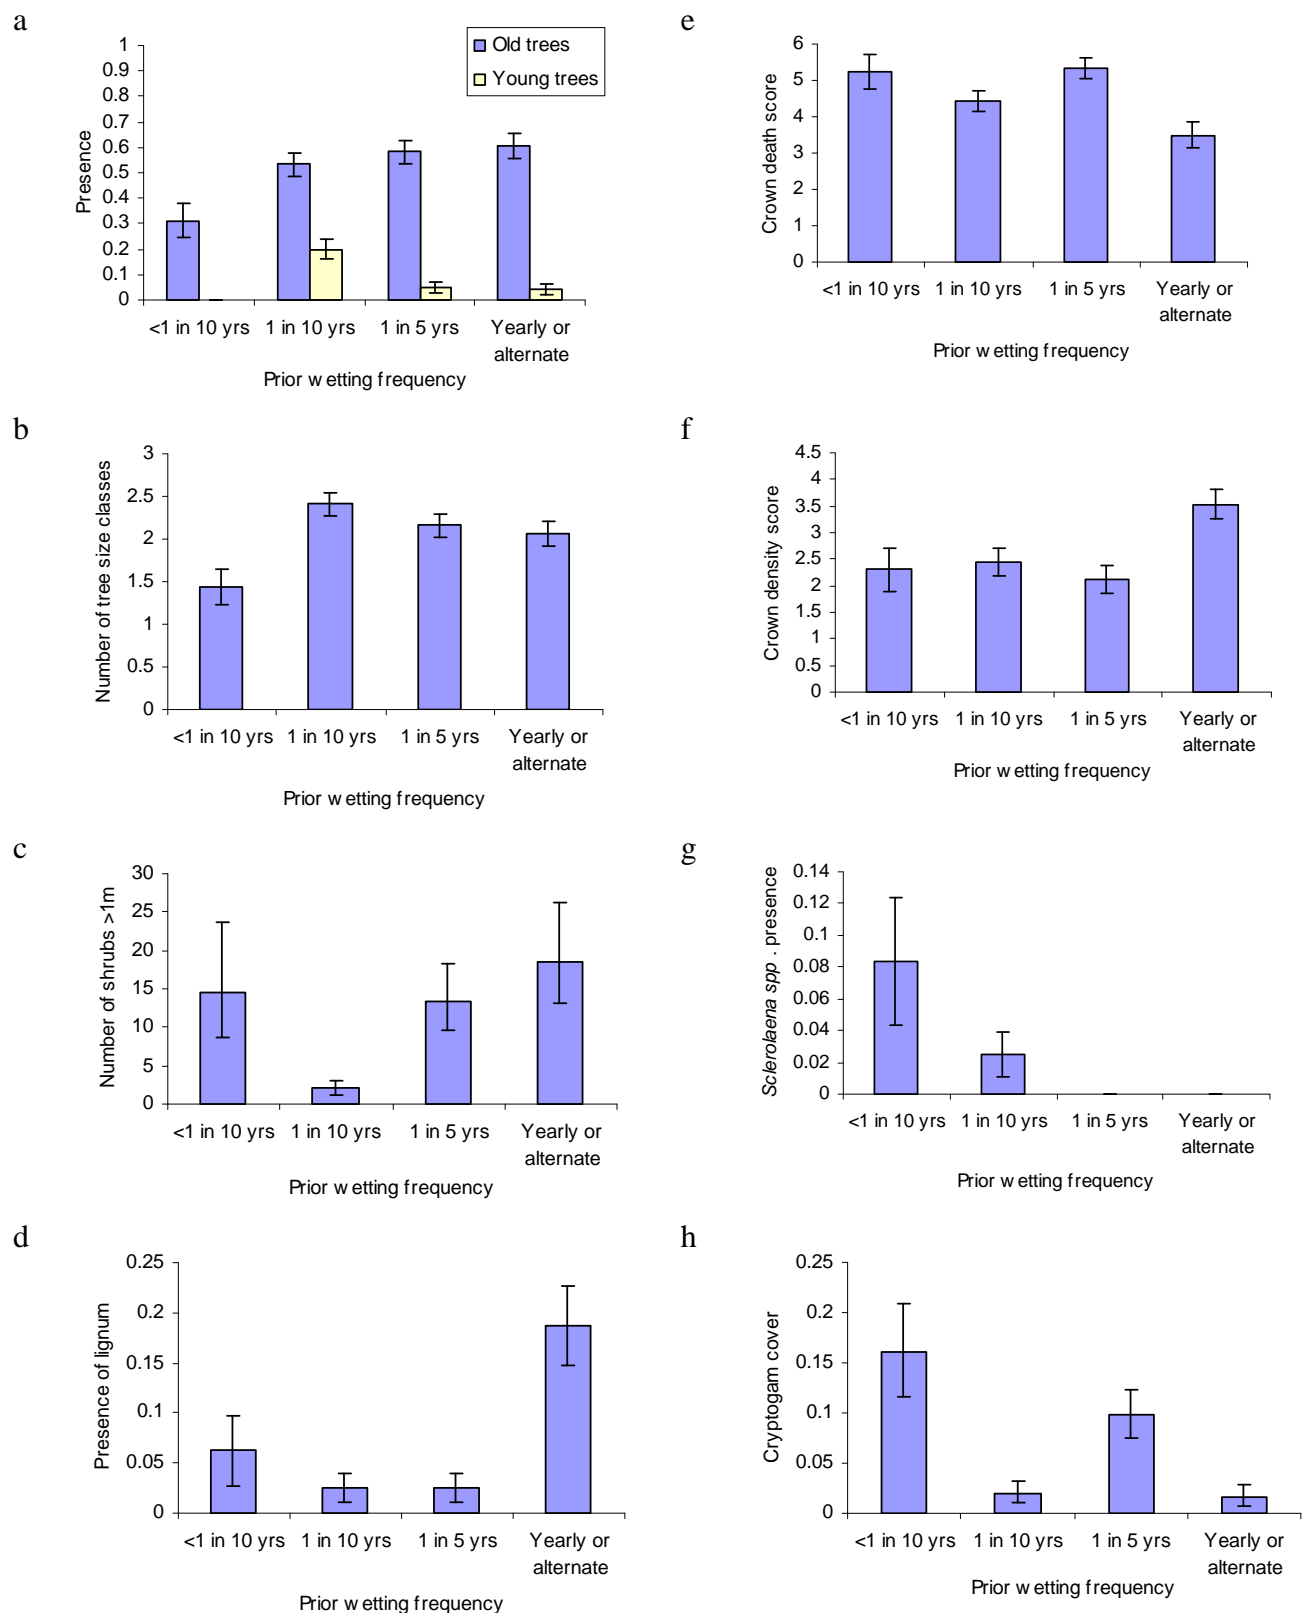 a
1
0.9
0.8
0.7
0.6
0.5
0.4
0.3
0.2
0.1
0
Presence
Old trees
Young trees
<1 in 10 yrs 1 in 10 yrs 1 in 5 yrs Yearly or
alternate
Prior wetting frequency
e
6
5
4
3
2
1
0
Crown death score
<1 in 10 yrs 1 in 10 yrs 1 in 5 yrs Yearly or
alternate
Prior wetting frequency
b
3
2.5
2
1.5
1
0.5
0
Number of tree size classes
<1 in 10 yrs 1 in 10 yrs 1 in 5 yrs Yearly or
alternate
Prior wetting frequency
f
4.5
4
3.5
3
2.5
2
1.5
1
0.5
0
Crown density score
<1 in 10 yrs 1 in 10 yrs 1 in 5 yrs Yearly or
alternate
Prior wetting frequency
c
30
25
20
15
10
5
0
Number of shrubs >1m
<1 in 10 yrs 1 in 10 yrs 1 in 5 yrs Yearly or
alternate
Prior wetting frequency
g
0.14
0.12
0.1
0.08
0.06
0.04
0.02
0
Sclerolaena spp . presence
<1 in 10 yrs 1 in 10 yrs 1 in 5 yrs Yearly or
alternate
Prior wetting frequency
d
0.25
0.2
0.15
0.1
0.05
0
Presence of lignum
<1 in 10 yrs 1 in 10 yrs 1 in 5 yrs Yearly or
alternate
Prior wetting frequency
h
0.25
0.2
0.15
0.1
0.05
0
Cryptogam cover
<1 in 10 yrs 1 in 10 yrs 1 in 5 yrs Yearly or
alternate
Prior wetting frequency